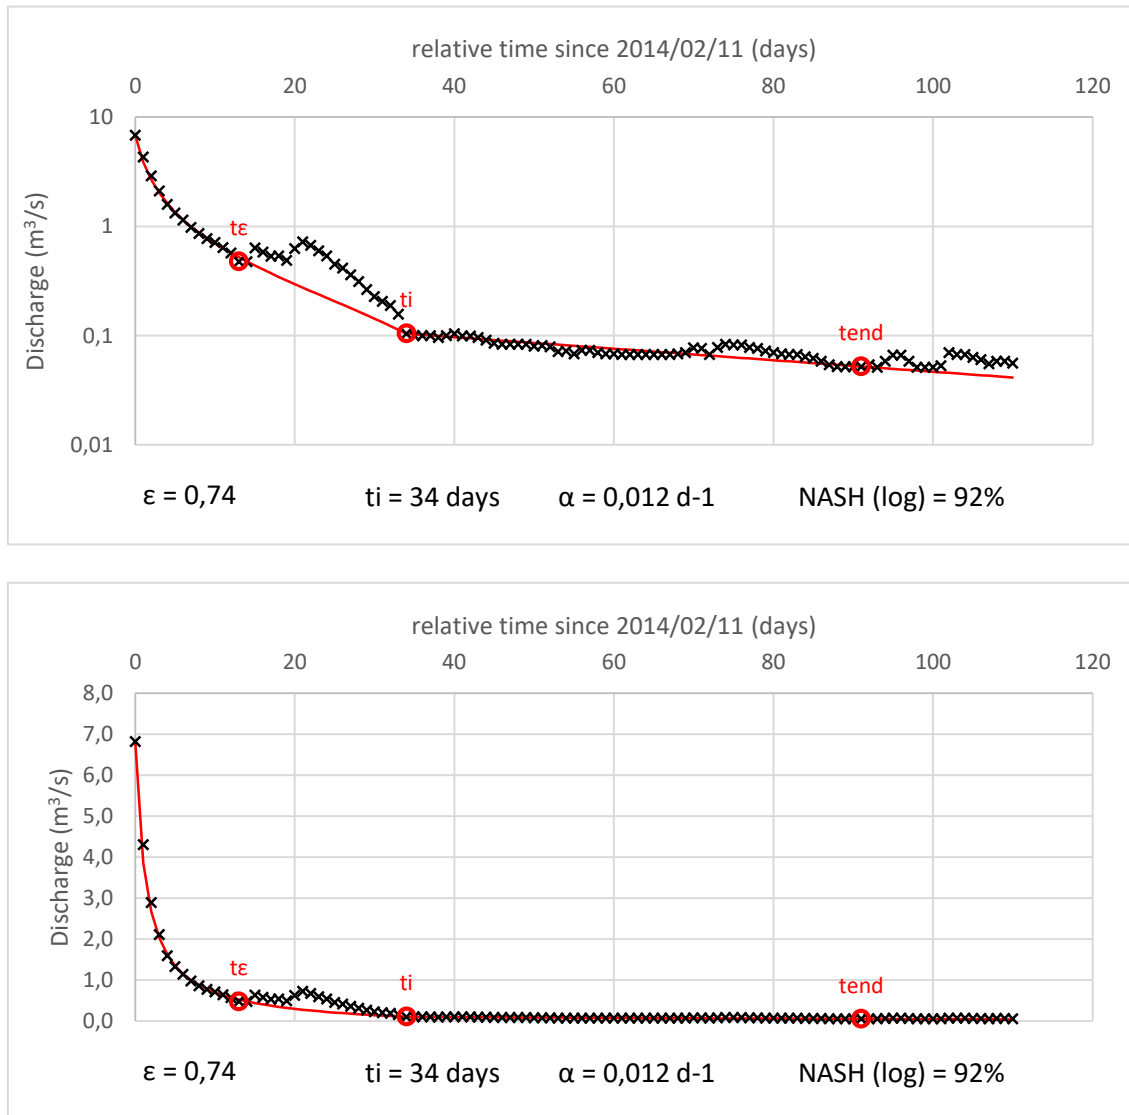 relative time since 2014/02/11 (days)
0 20 40 60 80 100 120
10
1
0,1
0,01
Discharge (m³/s)
tε
ti
tend
ε = 0,74 ti = 34 days α = 0,012 d-1 NASH (log) = 92%
relative time since 2014/02/11 (days)
0 20 40 60 80 100 120
8,0
7,0
6,0
5,0
4,0
3,0
2,0
1,0
0,0
Discharge (m³/s)
tε
ti
tend
ε = 0,74 ti = 34 days α = 0,012 d-1 NASH (log) = 92%